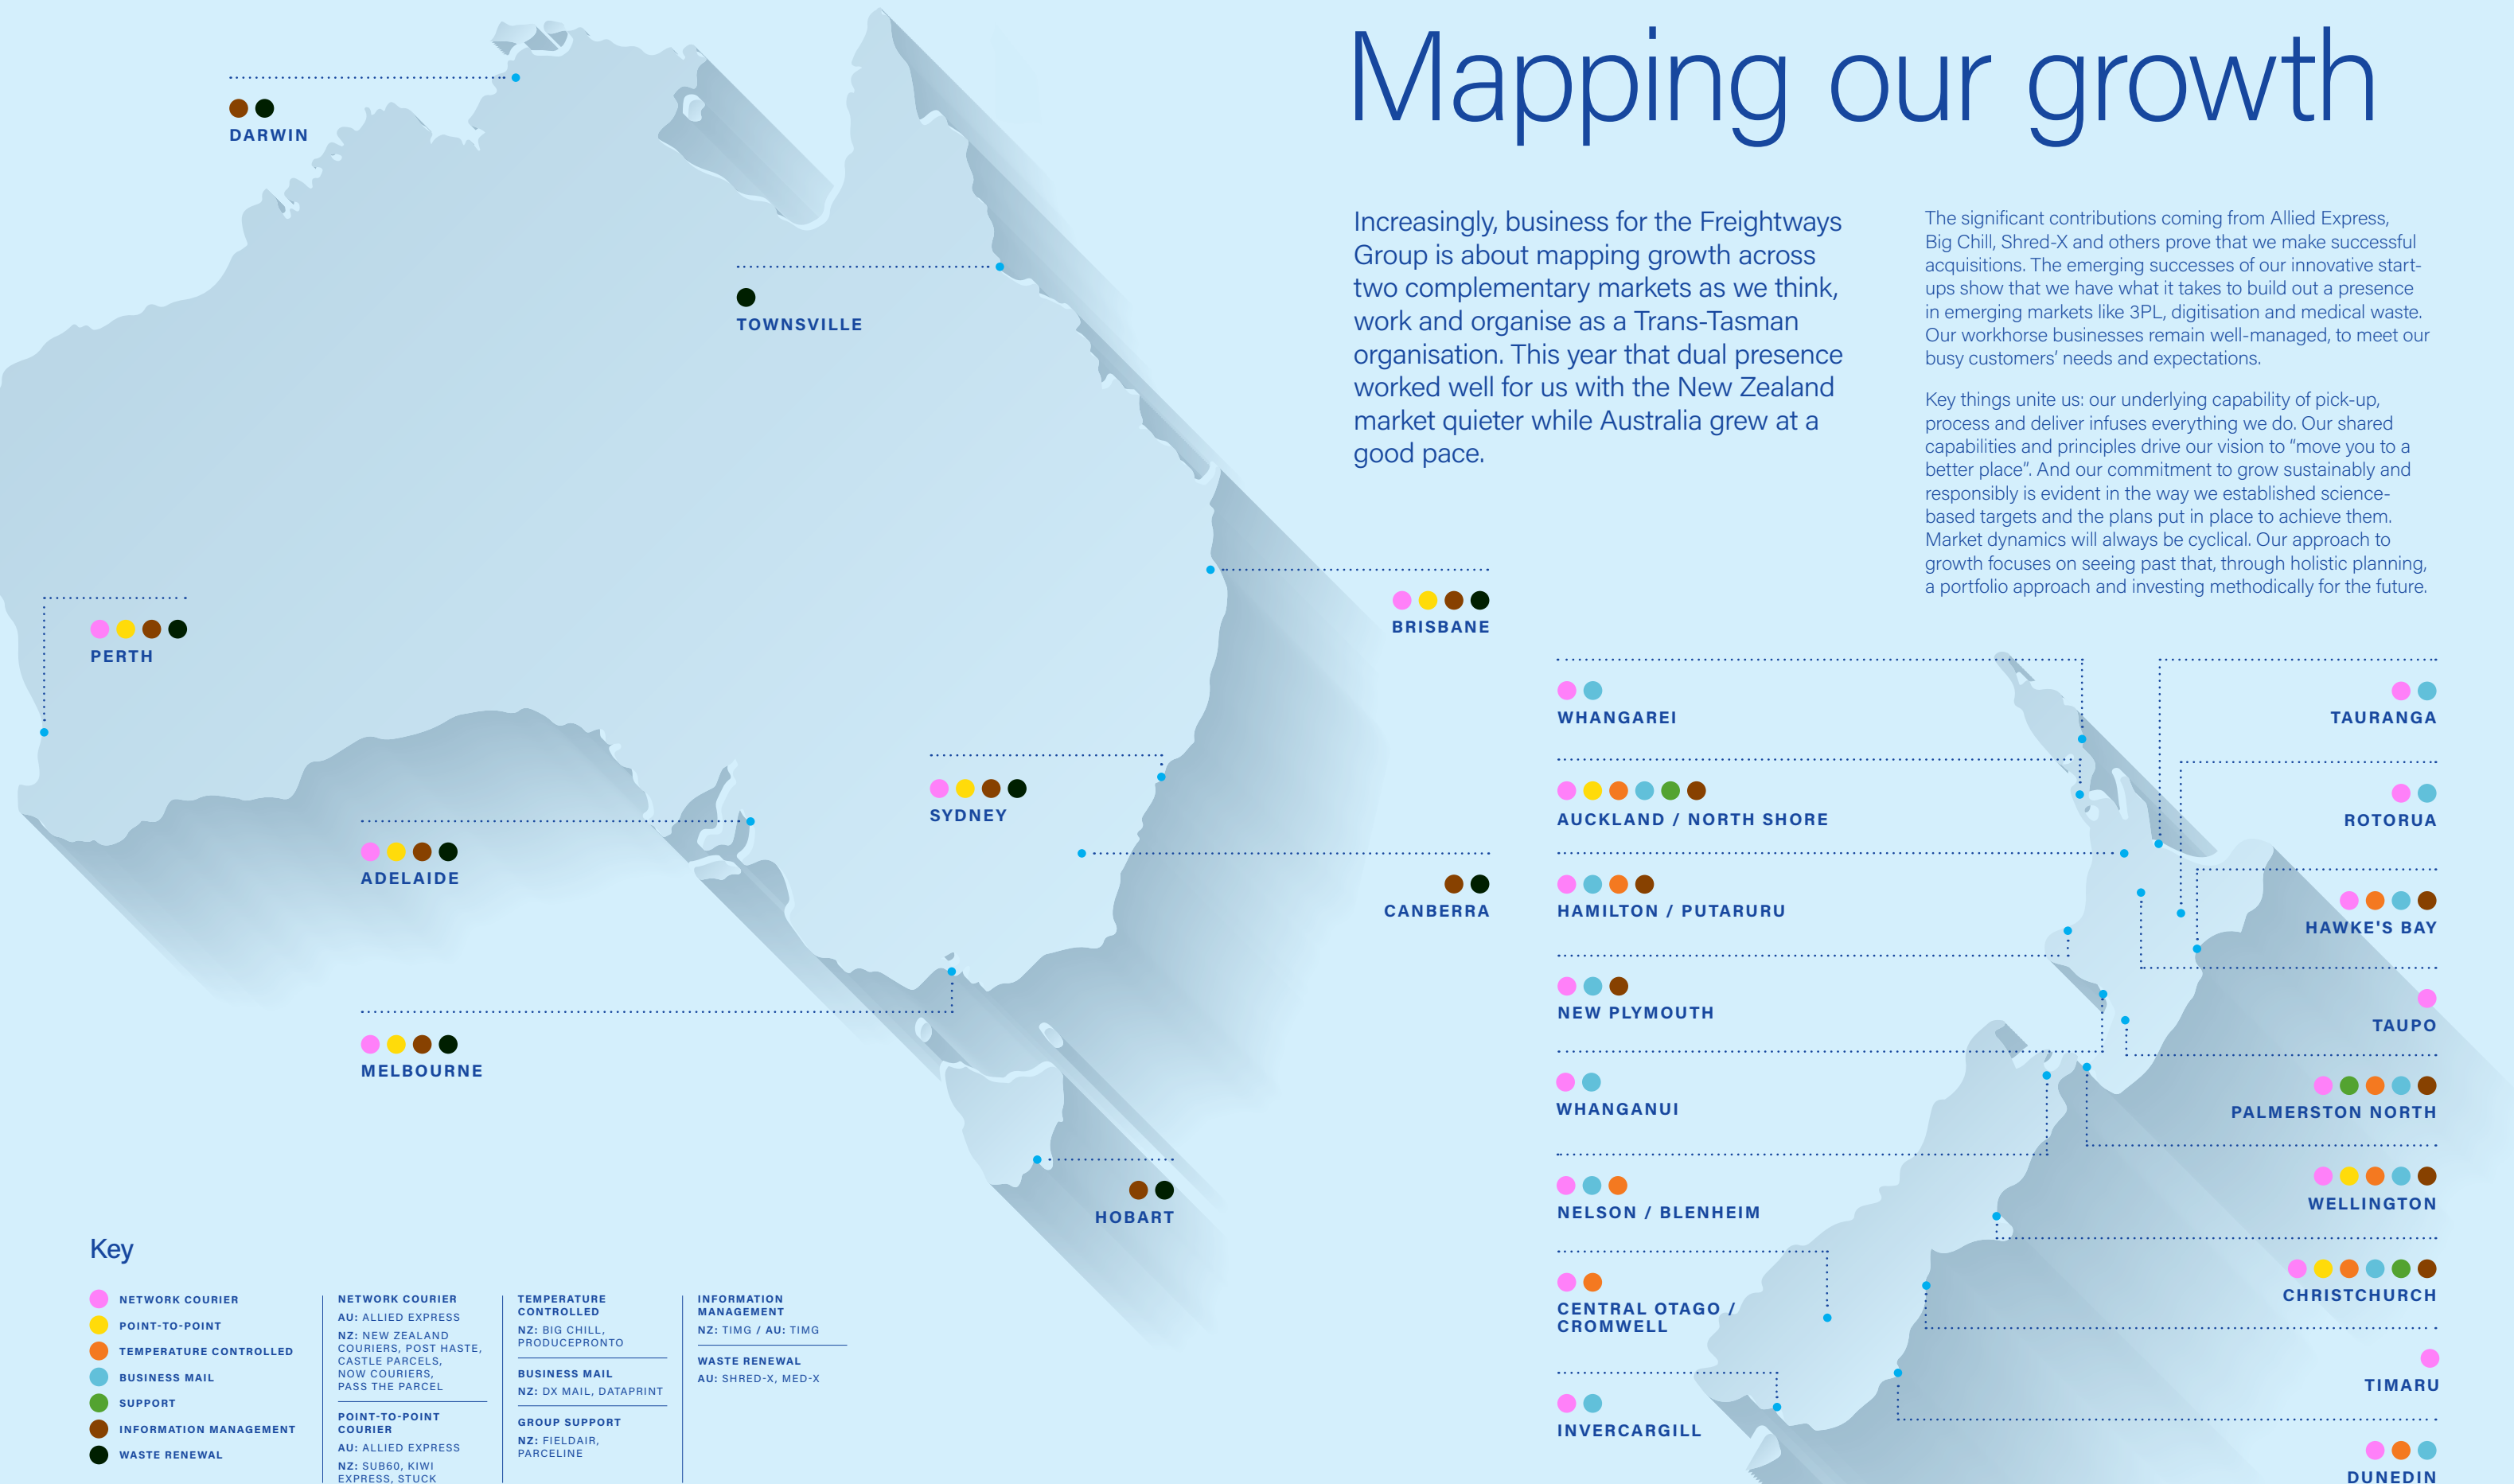 Mapping our growth
Increasingly, business for the Freightways
Group is about mapping growth across
two complementary markets as we think,
work and organise as a Trans-Tasman
organisation. This year that dual presence
worked well for us with the New Zealand
market quieter while Australia grew at a
good pace.
The significant contributions coming from Allied Express,
Big Chill, Shred-X and others prove that we make successful
acquisitions. The emerging successes of our innovative start-
ups show that we have what it takes to build out a presence
in emerging markets like 3PL, digitisation and medical waste.
Our workhorse businesses remain well-managed, to meet our
busy customers’ needs and expectations.
Key things unite us: our underlying capability of pick-up,
process and deliver infuses everything we do. Our shared
capabilities and principles drive our vision to “move you to a
better place”. And our commitment to grow sustainably and
responsibly is evident in the way we established science-
based targets and the plans put in place to achieve them.
Market dynamics will always be cyclical. Our approach to
growth focuses on seeing past that, through holistic planning,
a portfolio approach and investing methodically for the future.
DARWIN
TOWNSVILLE
BRISBANE
PERTH
SYDNEY
ADELAIDE
CANBERRA
MELBOURNE
HOBART
WHANGAREI
AUCKLAND / NORTH SHORE
HAMILTON / PUTARURU
NEW PLYMOUTH
WHANGANUI
NELSON / BLENHEIM
CENTRAL OTAGO /
CROMWELL
INVERCARGILL
TAURANGA
ROTORUA
HAWKE'S BAY
TAUPO
PALMERSTON NORTH
WELLINGTON
CHRISTCHURCH
TIMARU
DUNEDIN
Key
NETWORK COURIER
POINT-TO-POINT
TEMPERATURE CONTROLLED
BUSINESS MAIL
SUPPORT
INFORMATION MANAGEMENT
WASTE RENEWAL
NETWORK COURIER
AU: ALLIED EXPRESS
NZ: NEW ZEALAND
COURIERS, POST HASTE,
CASTLE PARCELS,
NOW COURIERS,
PASS THE PARCEL
POINT-TO-POINT
COURIER
AU: ALLIED EXPRESS
NZ: SUB60, KIWI
EXPRESS, STUCK
TEMPERATURE
CONTROLLED
NZ: BIG CHILL,
PRODUCEPRONTO
BUSINESS MAIL
NZ: DX MAIL, DATAPRINT
GROUP SUPPORT
NZ: FIELDAIR,
PARCELINE
INFORMATION
MANAGEMENT
NZ: TIMG / AU: TIMG
WASTE RENEWAL
AU: SHRED-X, MED-X